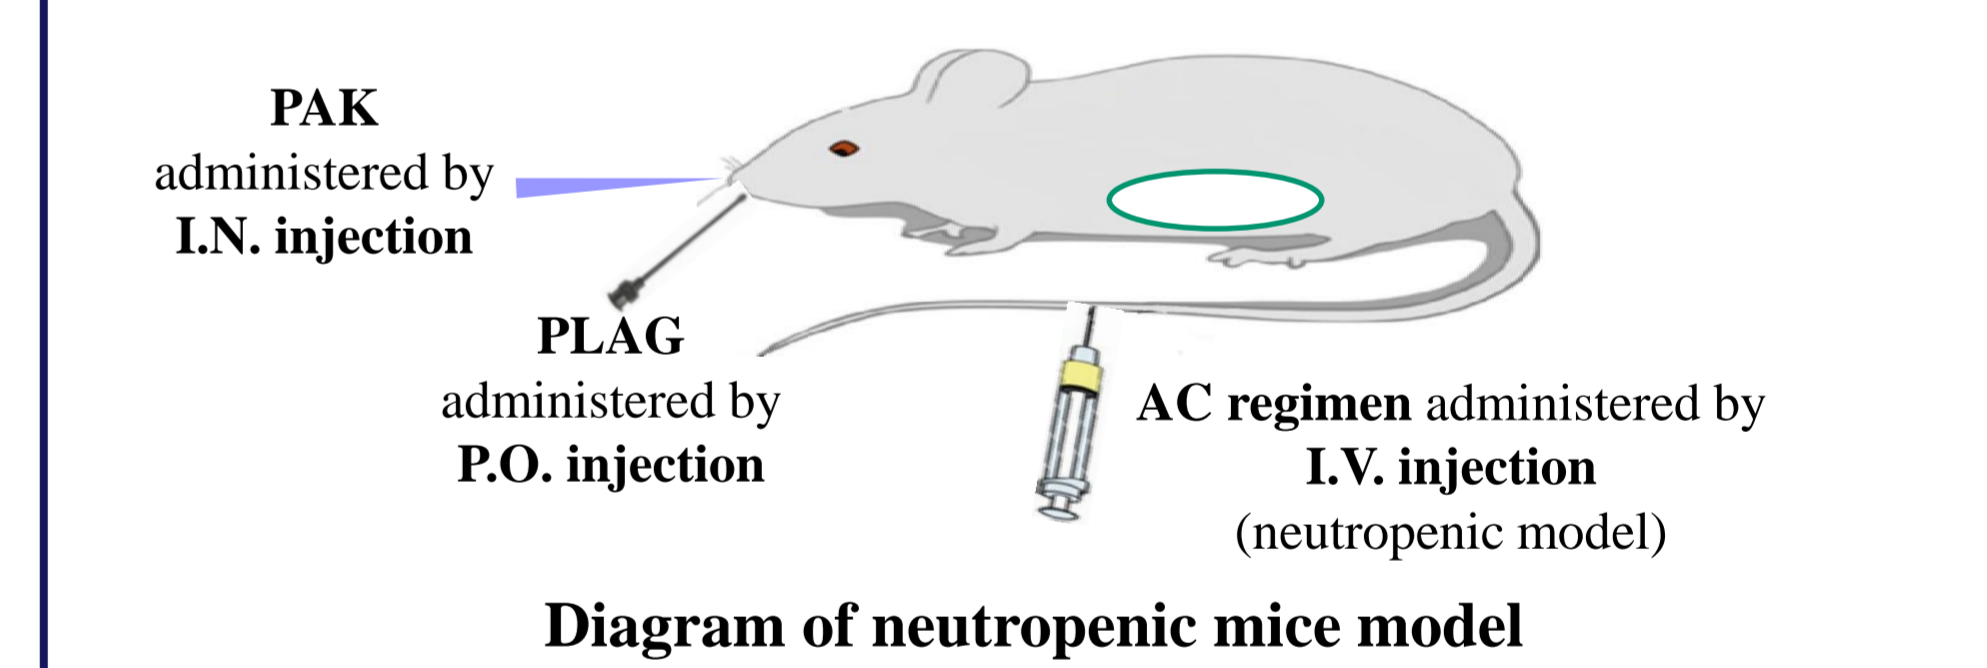 PAK
administered by
I.N. injection
PLAG
administered by
P.O. injection
AC regimen administered by
I.V. injection
(neutropenic model)
Diagram of neutropenic mice model